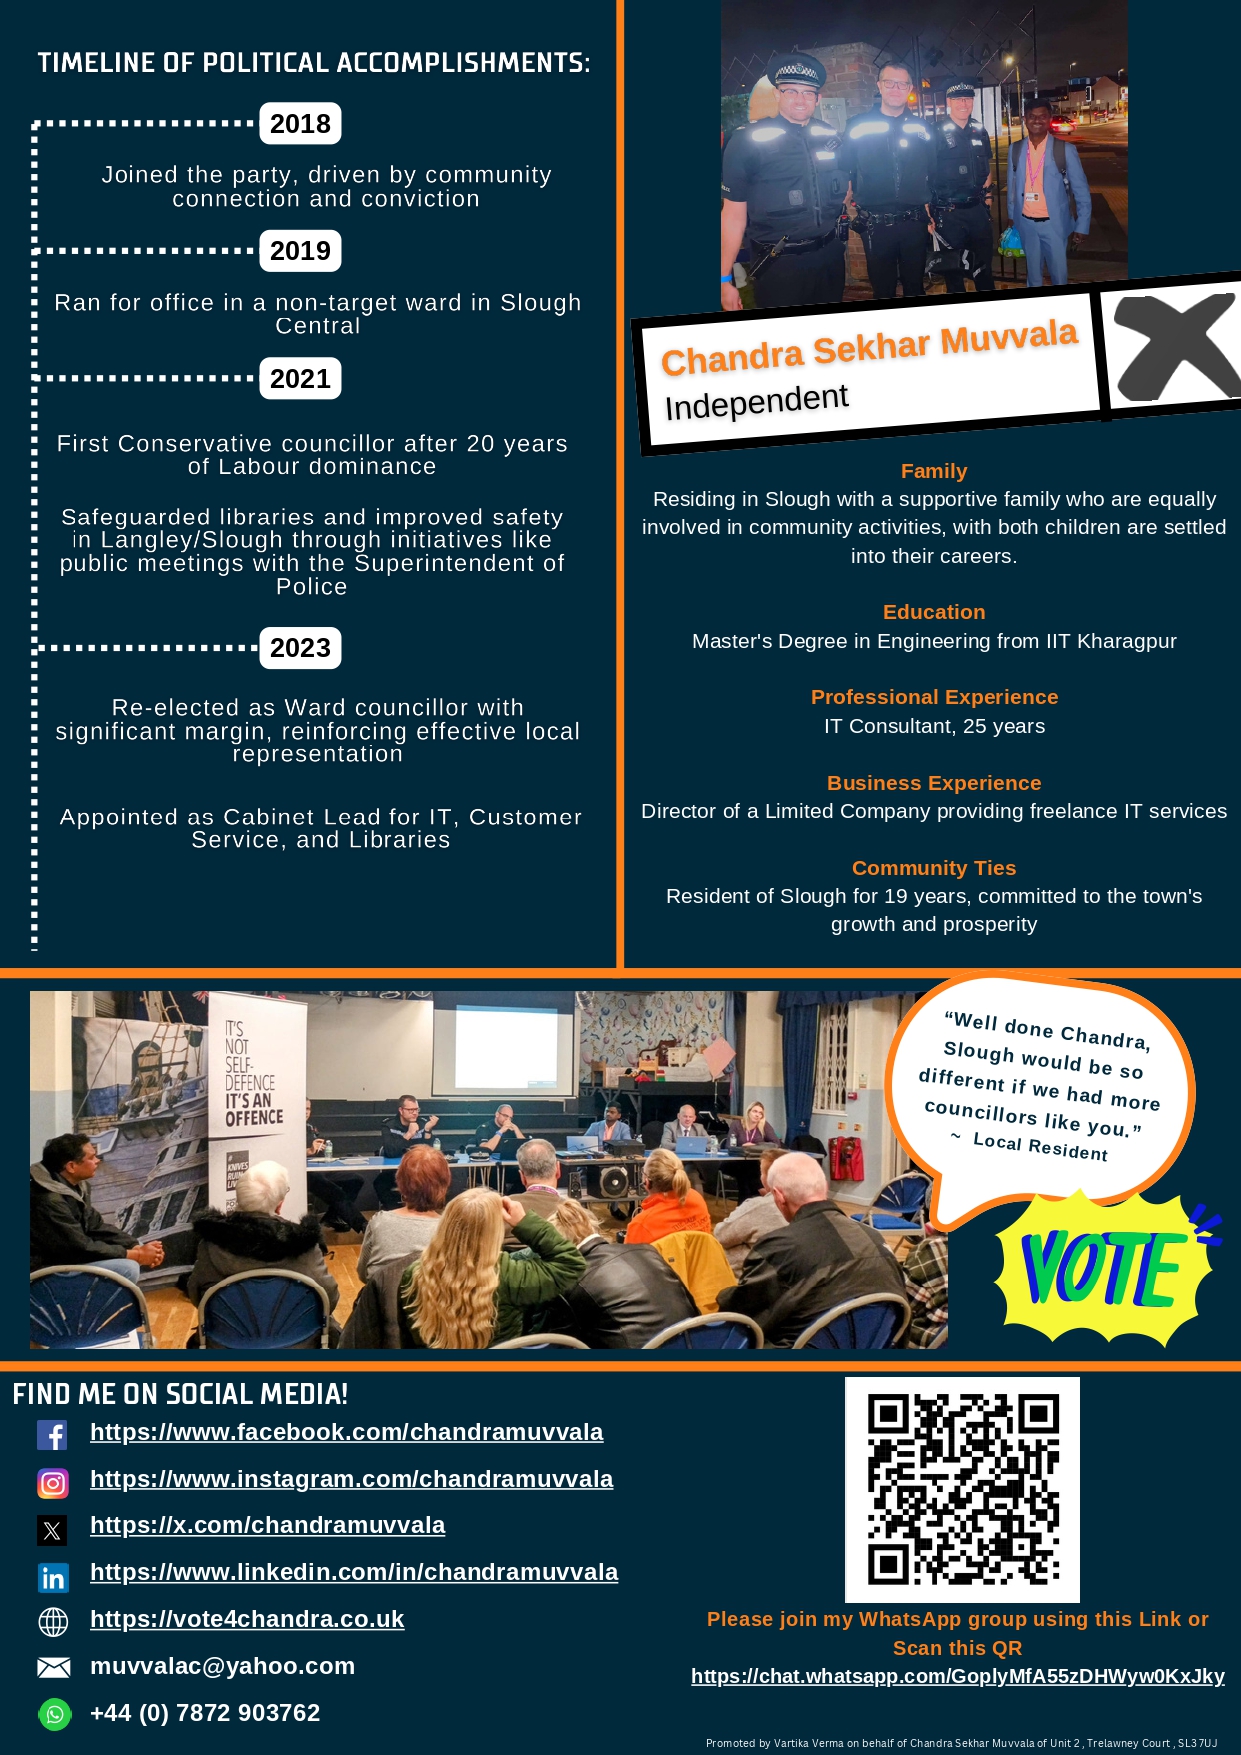 TIMELINE OF POLITICAL ACCOMPLISHMENTS:
2018
Joined the party, driven by community
connection and conviction
2019
Ran for office in a non-target ward in Slough
Central
2021
First Conservative councillor after 20 years
of Labour dominance
Safeguarded libraries and improved safety
in Langley/Slough through initiatives like
public meetings with the Superintendent of
Police
2023
Re-elected as Ward councillor with
significant margin, reinforcing effective local
representation
Appointed as Cabinet Lead for IT, Customer
Service, and Libraries
Chandra Sekhar Muvvala
Independent
Family
Residing in Slough with a supportive family who are equally
involved in community activities, with both children are settled
into their careers.
Education
Master's Degree in Engineering from IIT Kharagpur
Professional Experience
IT Consultant, 25 years
Business Experience
Director of a Limited Company providing freelance IT services
Community Ties
Resident of Slough for 19 years, committed to the town's
growth and prosperity
IT'S
NOT
SELF-
DEFENCE
IT'S AN
OFFENCE
KNIVES
“Well done Chandra,
Slough would be so
different if we had more
councillors like you.”
~ Local Resident
VOTE
FIND ME ON SOCIAL MEDIA!
https://www.facebook.com/chandramuvvala
https://www.instagram.com/chandramuvvala
https://x.com/chandramuvvala
https://www.linkedin.com/in/chandramuvvala
https://vote4chandra.co.uk
muvvalac@yahoo.com
+44 (0) 7872 903762
Please join my WhatsApp group using this Link or
Scan this QR
https://chat.whatsapp.com/GoplyMfA55zDHWyw0KxJky
Promoted by Vartika Verma on behalf of Chandra Sekhar Muvvala of Unit 2 , Trelawney Court , SL3 7UJ